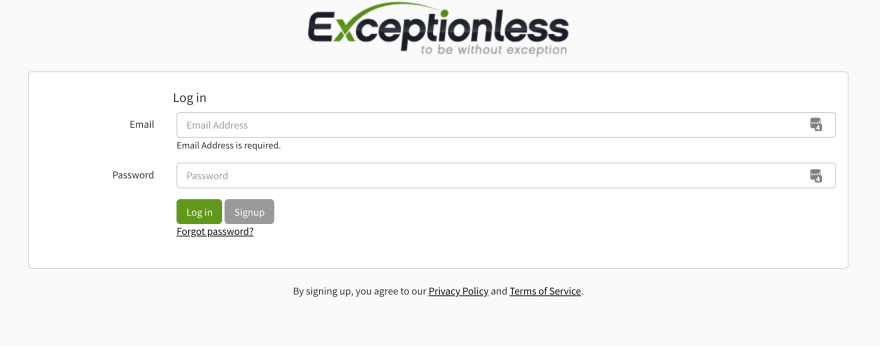 Exceptionless
to be without exception
Log in
Email
Email Address
Email Address is required.
Password
Password
Log in
Signup
Forgot password?
By signing up, you agree to our Privacy Policy and Terms of Service.